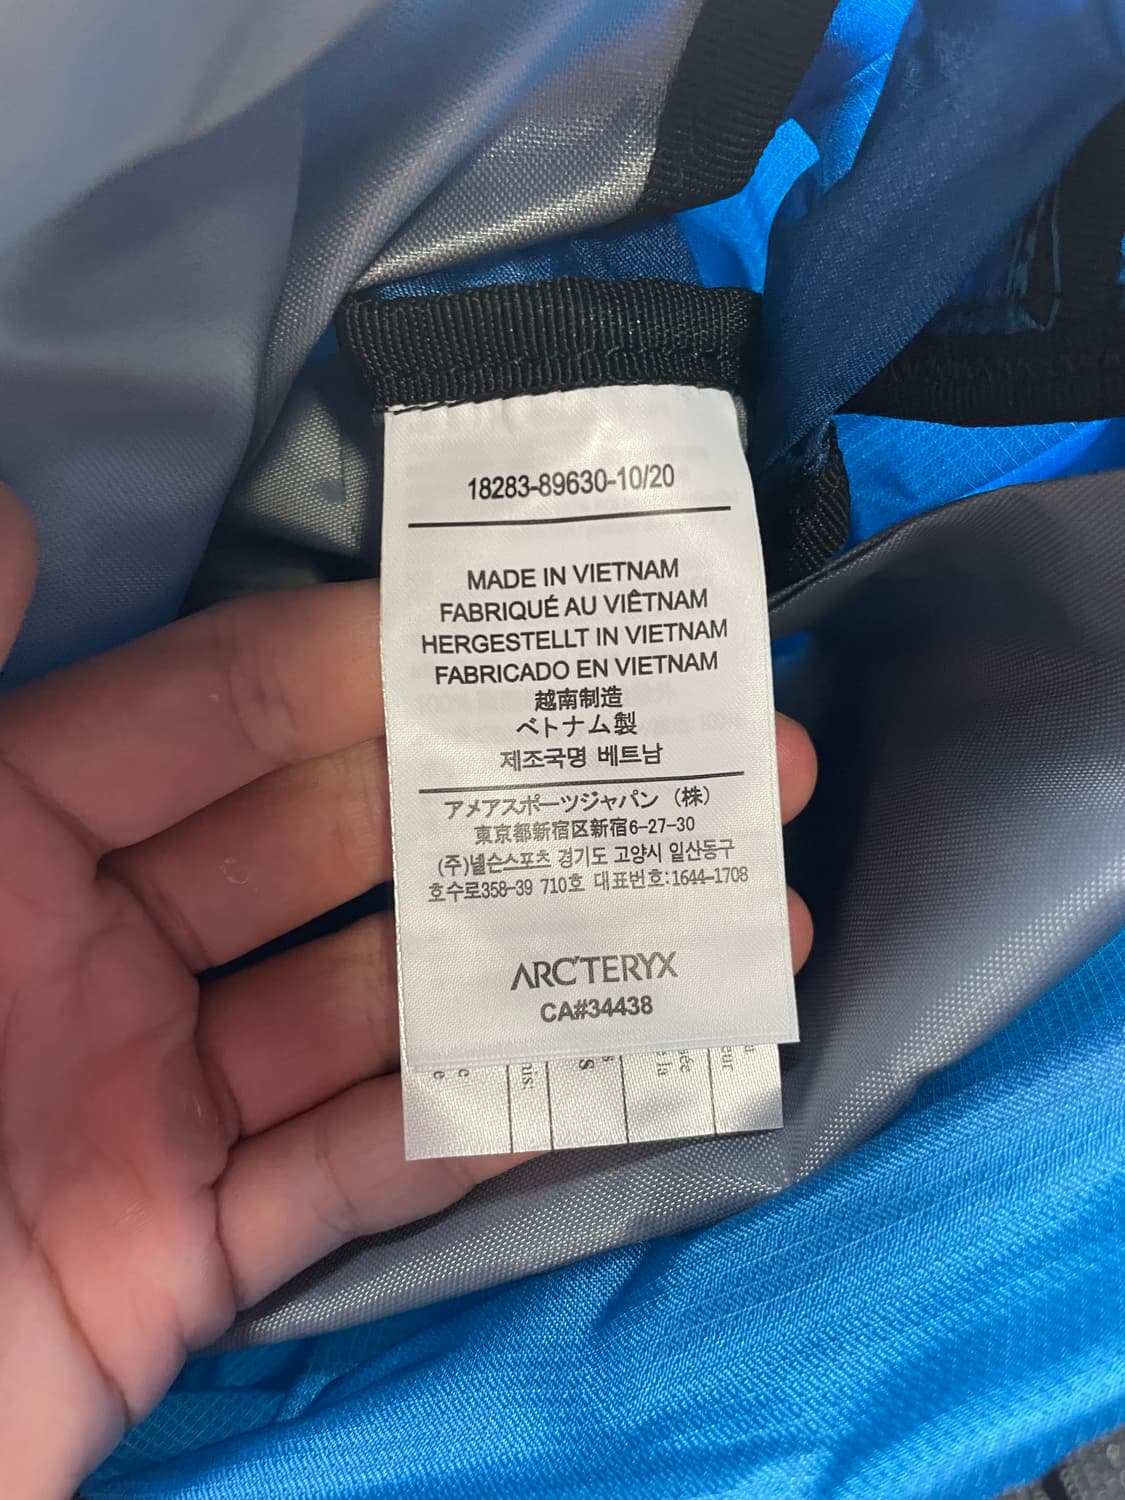 18283-89630-10/20
MADE IN VIETNAM
FABRIQUÉ AU VIÊTNAM
HERGESTELLT IN VIETNAM
FABRICADO EN VIETNAM
越南制造
ベトナム製
제조국명 베트남
アメアスポーツジャパン（株）
東京都新宿区新宿6-27-30
(주)넬슨스포츠 경기도 고양시 일산동구
호수로358-39 710호 대표번호:1644-1708
ARC'TERYX
CA#34438